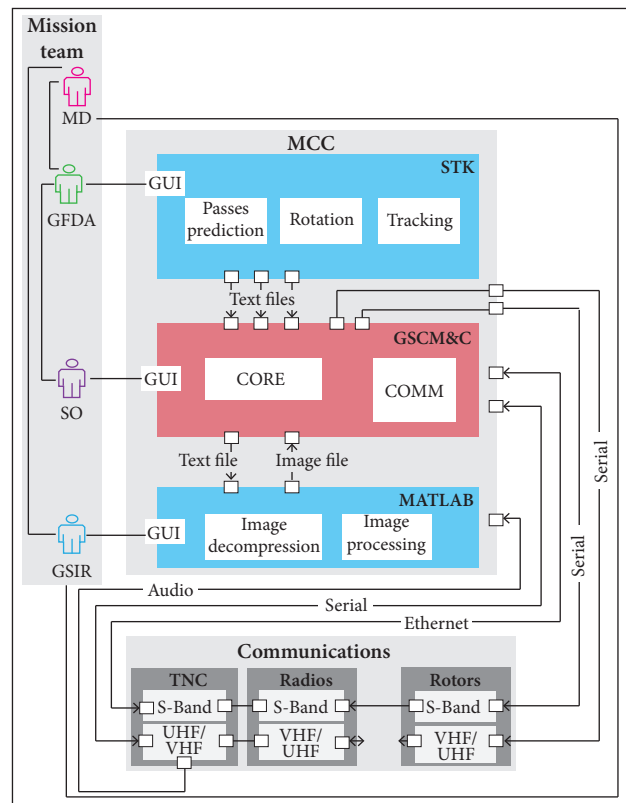 Mission
team
MD
GFDA
SO
GSIR
MCC
STK
GUI
Passes
prediction
Rotation
Tracking
Text files
GSCM&C
GUI
CORE
COMM
Text file
Image file
MATLAB
GUI
Image
decompression
Image
processing
Audio
Serial
Ethernet
Serial
Serial
Communications
TNC
S-Band
UHF/
VHF
Radios
S-Band
VHF/
UHF
Rotors
S-Band
VHF/
UHF